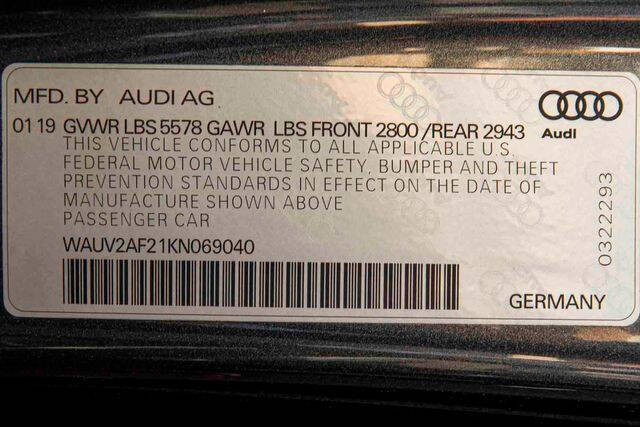 MFD. BY AUDI AG
01 19 GVWR LBS 5578 GAWR LBS FRONT 2800 /REAR 2943
Audi
THIS VEHICLE CONFORMS TO ALL APPLICABLE U.S.
FEDERAL MOTOR VEHICLE SAFETY, BUMPER AND THEFT
PREVENTION STANDARDS IN EFFECT ON THE DATE OF
MANUFACTURE SHOWN ABOVE
PASSENGER CAR
WAUV2AF21KN069040
GERMANY
0322293